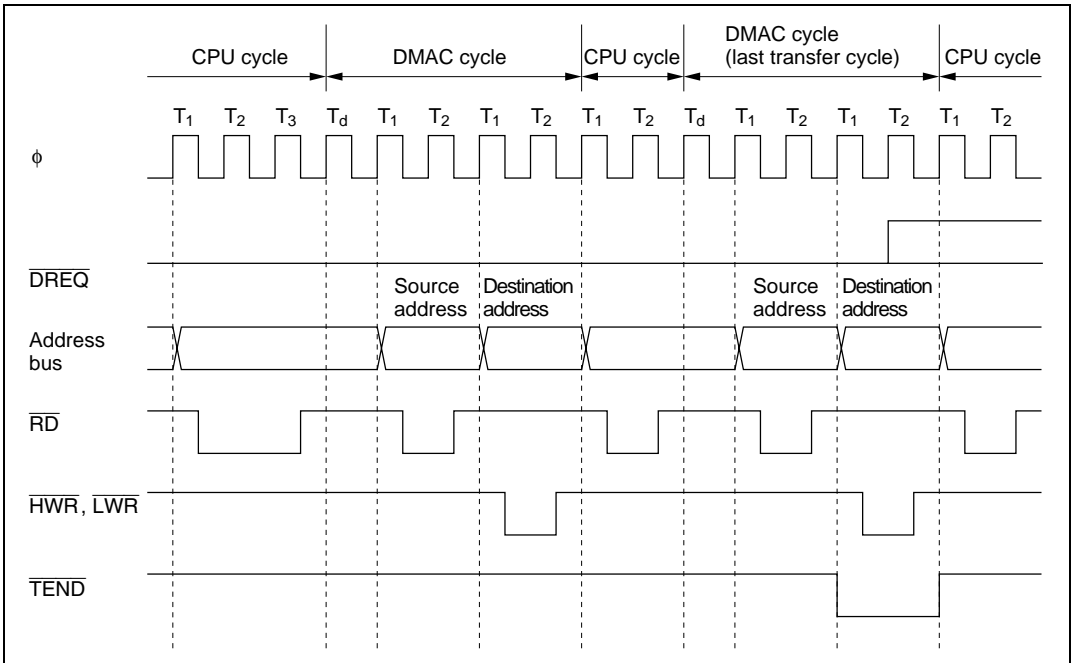 CPU cycle DMAC cycle CPU cycle DMAC cycle (last transfer cycle) CPU cycle
T1 T2 T3 Td T1 T2 T1 T2 T1 T2 Td T1 T2 T1 T2 T1 T2
φ
DREQ
Source address Destination address Source address Destination address
Address bus
RD
HWR, LWR
TEND